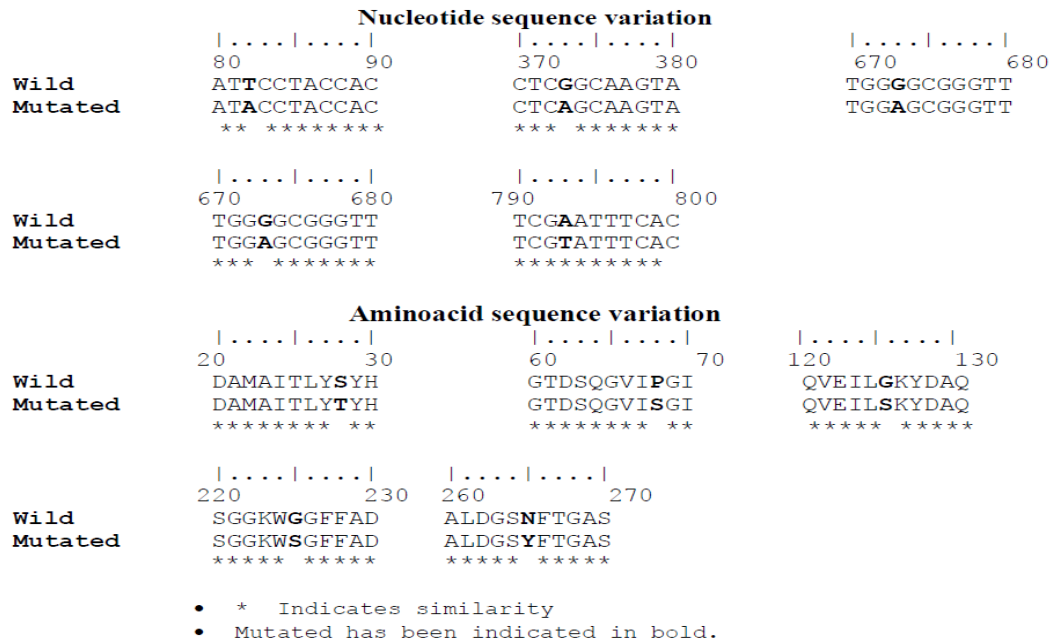 Nucleotide sequence variation
|....|....| |....|....| |....|....|
80 90 370 380 670 680
Wild ATTCCTACCAC CTCGGCAAGTA TGGGGCGGGTT
Mutated ATACCTACCAC CTCAGCAAGTA TGGAGCGGGTT
** ******** *** *******
|....|....| |....|....|
670 680 790 800
Wild TGGGGCGGGTT TCGAATTTCAC
Mutated TGGAGCGGGTT TCGTATTTCAC
*** ******* **********
Aminoacid sequence variation
|....|....| |....|....| |....|....|
20 30 60 70 120 130
Wild DAMAITLYSYH GTDSQGVIPGI QVEILGKYDAQ
Mutated DAMAITLYTYH GTDSQGVISGI QVEILSKYDAQ
******** ** ******** ** ***** *****
|....|....| |....|....|
220 230 260 270
Wild SGGKWGGFFAD ALDGSNFTGAS
Mutated SGGKWSGFFAD ALDGSYFTGAS
***** ***** ***** *****
• * Indicates similarity
• Mutated has been indicated in bold.